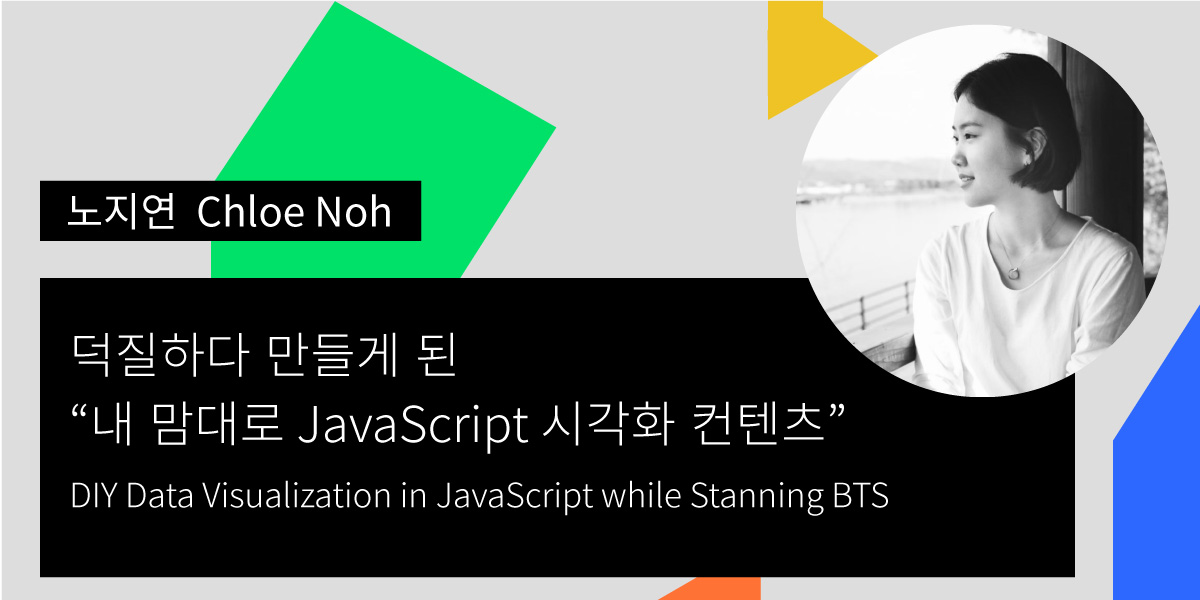 노지연 Chloe Noh
덕질하다 만들게 된
“내 맘대로 JavaScript 시각화 컨텐츠”
DIY Data Visualization in JavaScript while Stanning BTS